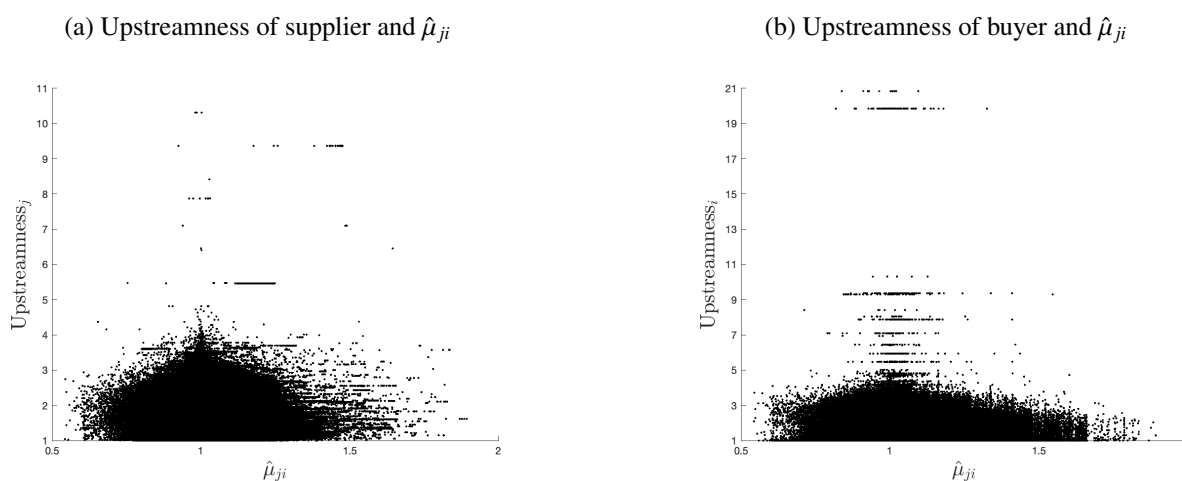 (a) Upstreamness of supplier and μ̂ji
11
10
9
8
7
6
5
4
3
2
1
Upstreamnessj
0.5 1 1.5 2
μ̂ji
(b) Upstreamness of buyer and μ̂ji
21
19
17
15
13
11
9
7
5
3
1
Upstreamnessi
0.5 1 1.5
μ̂ji